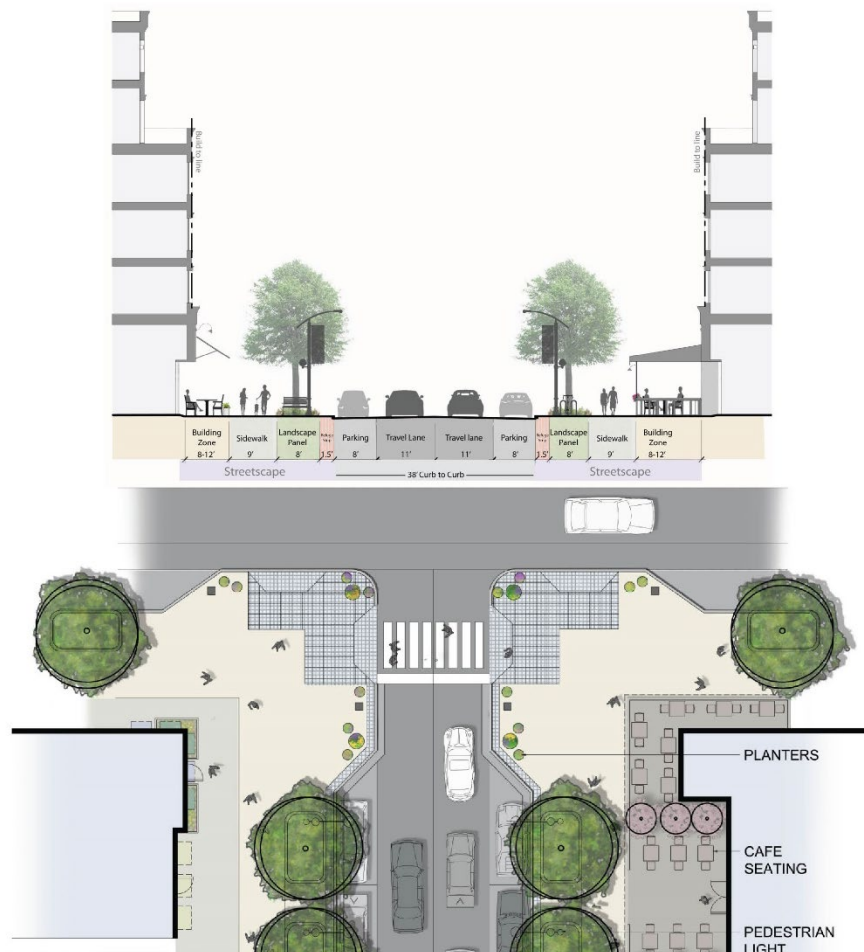 Build to line
Build to line
Building Zone 8-12'
Sidewalk 9'
Landscape Panel 8'
1.5'
Parking 8'
Travel Lane 11'
Travel lane 11'
Parking 8'
1.5'
Landscape Panel 8'
Sidewalk 9'
Building Zone 8-12'
Streetscape
38' Curb to Curb
Streetscape
PLANTERS
CAFE
SEATING
PEDESTRIAN
LIGHT